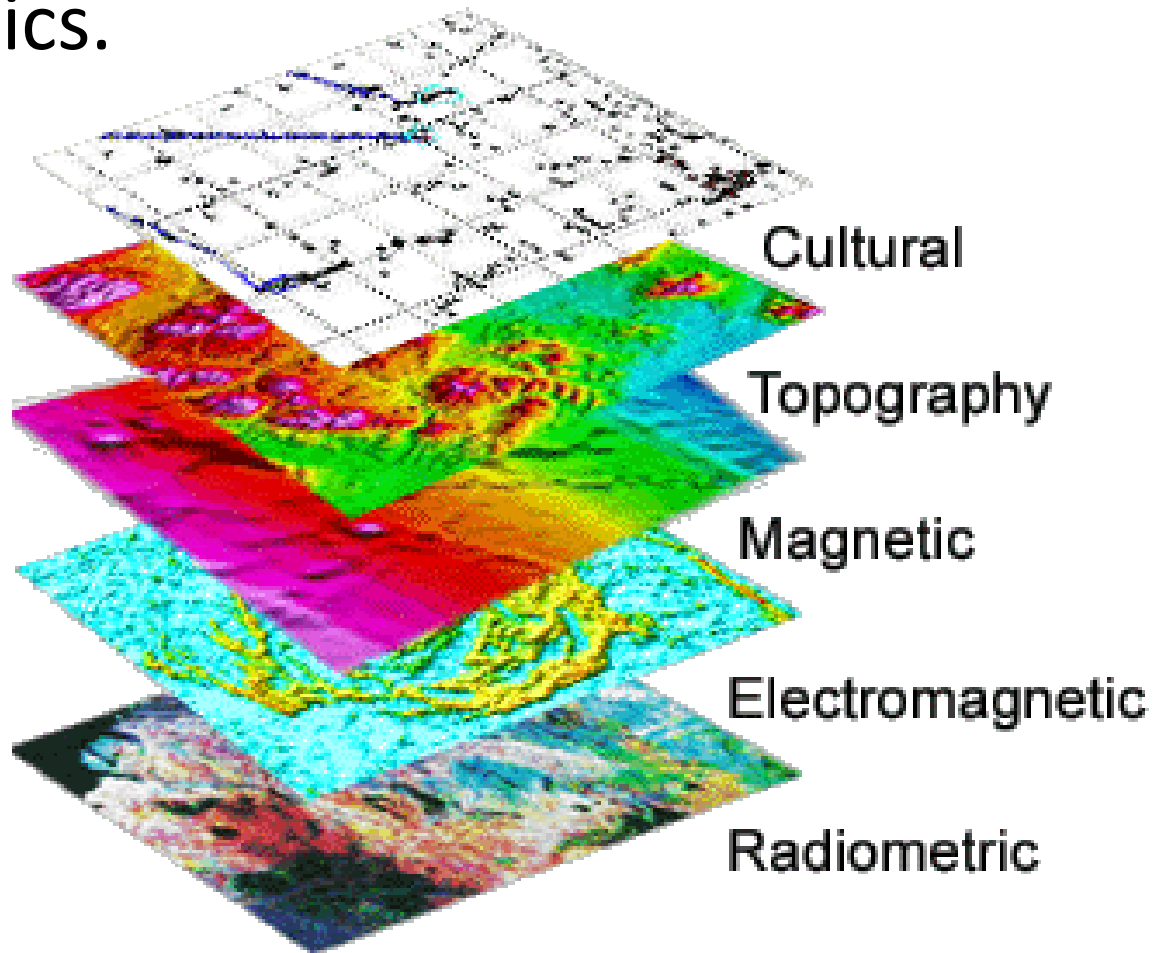 ics.
Cultural
Topography
Magnetic
Electromagnetic
Radiometric